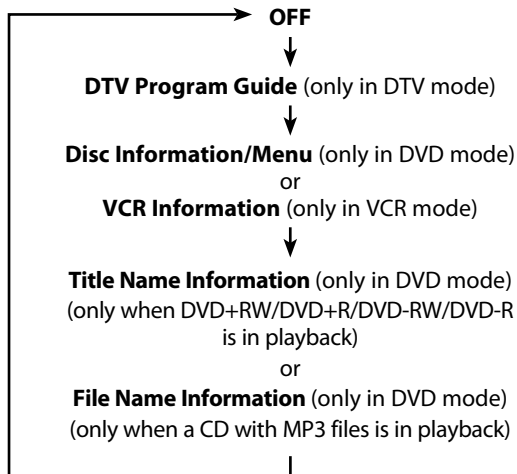 OFF
DTV Program Guide (only in DTV mode)
Disc Information/Menu (only in DVD mode)
or
VCR Information (only in VCR mode)
Title Name Information (only in DVD mode)
(only when DVD+RW/DVD+R/DVD-RW/DVD-R
is in playback)
or
File Name Information (only in DVD mode)
(only when a CD with MP3 files is in playback)